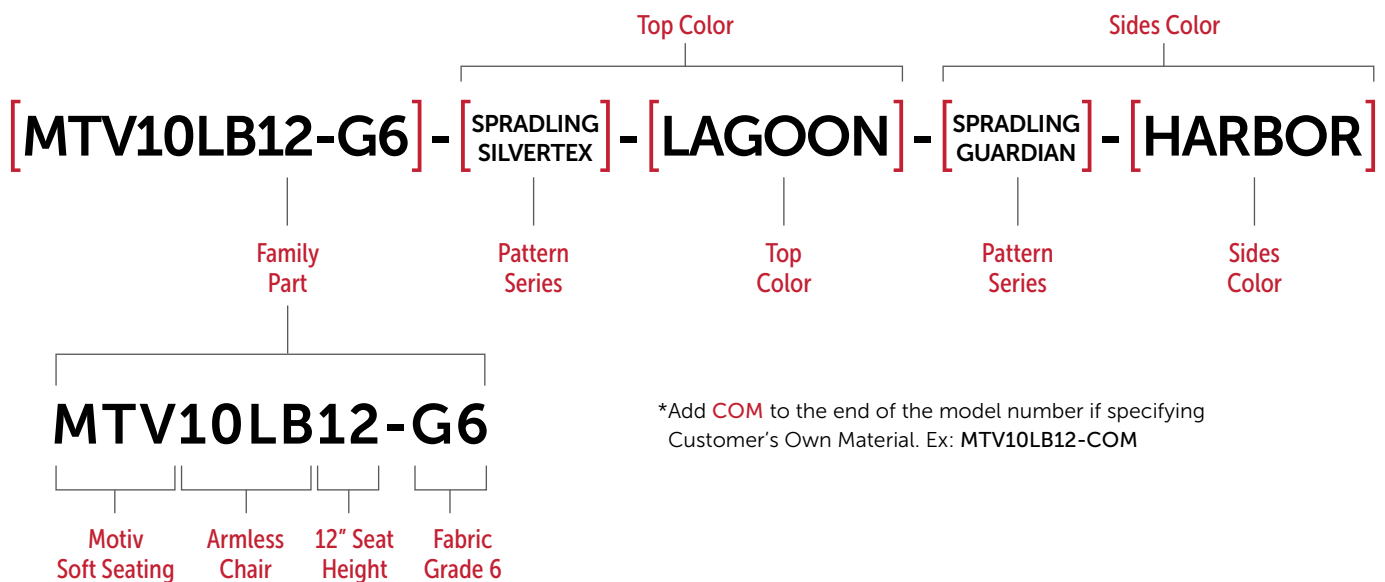 Top Color
Sides Color
[MTV10LB12-G6] - [SPRADLING SILVERTEX] - [LAGOON] - [SPRADLING GUARDIAN] - [HARBOR]
Family
Part
Pattern
Series
Top
Color
Pattern
Series
Sides
Color
MTV10LB12-G6
*Add COM to the end of the model number if specifying
Customer's Own Material. Ex: MTV10LB12-COM
Motiv
Soft Seating
Armless
Chair
12" Seat
Height
Fabric
Grade 6